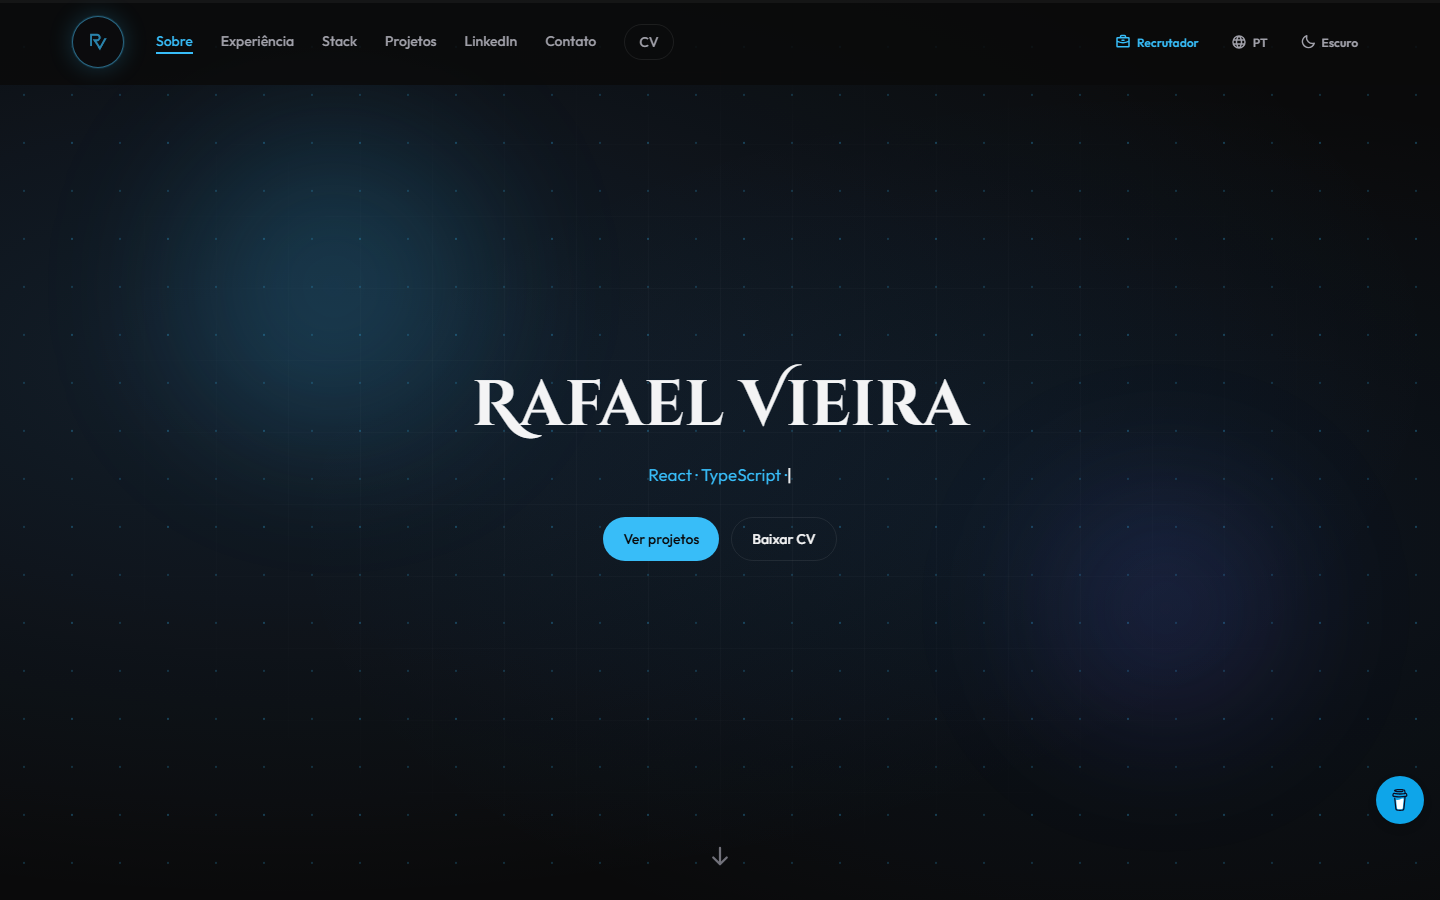 RV
Sobre
Experiência
Stack
Projetos
LinkedIn
Contato
CV
Recrutador
PT
Escuro
RAFAEL VIEIRA
React · TypeScript ·
Ver projetos
Baixar CV